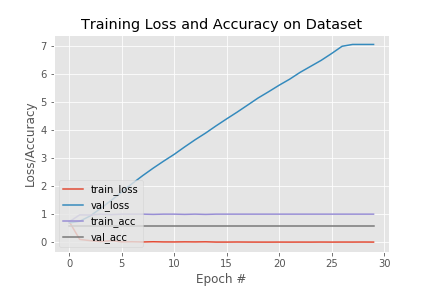 Training Loss and Accuracy on Dataset
Loss/Accuracy
7
6
5
4
3
2
1
0
train_loss
val_loss
train_acc
val_acc
0
5
10
15
20
25
30
Epoch #